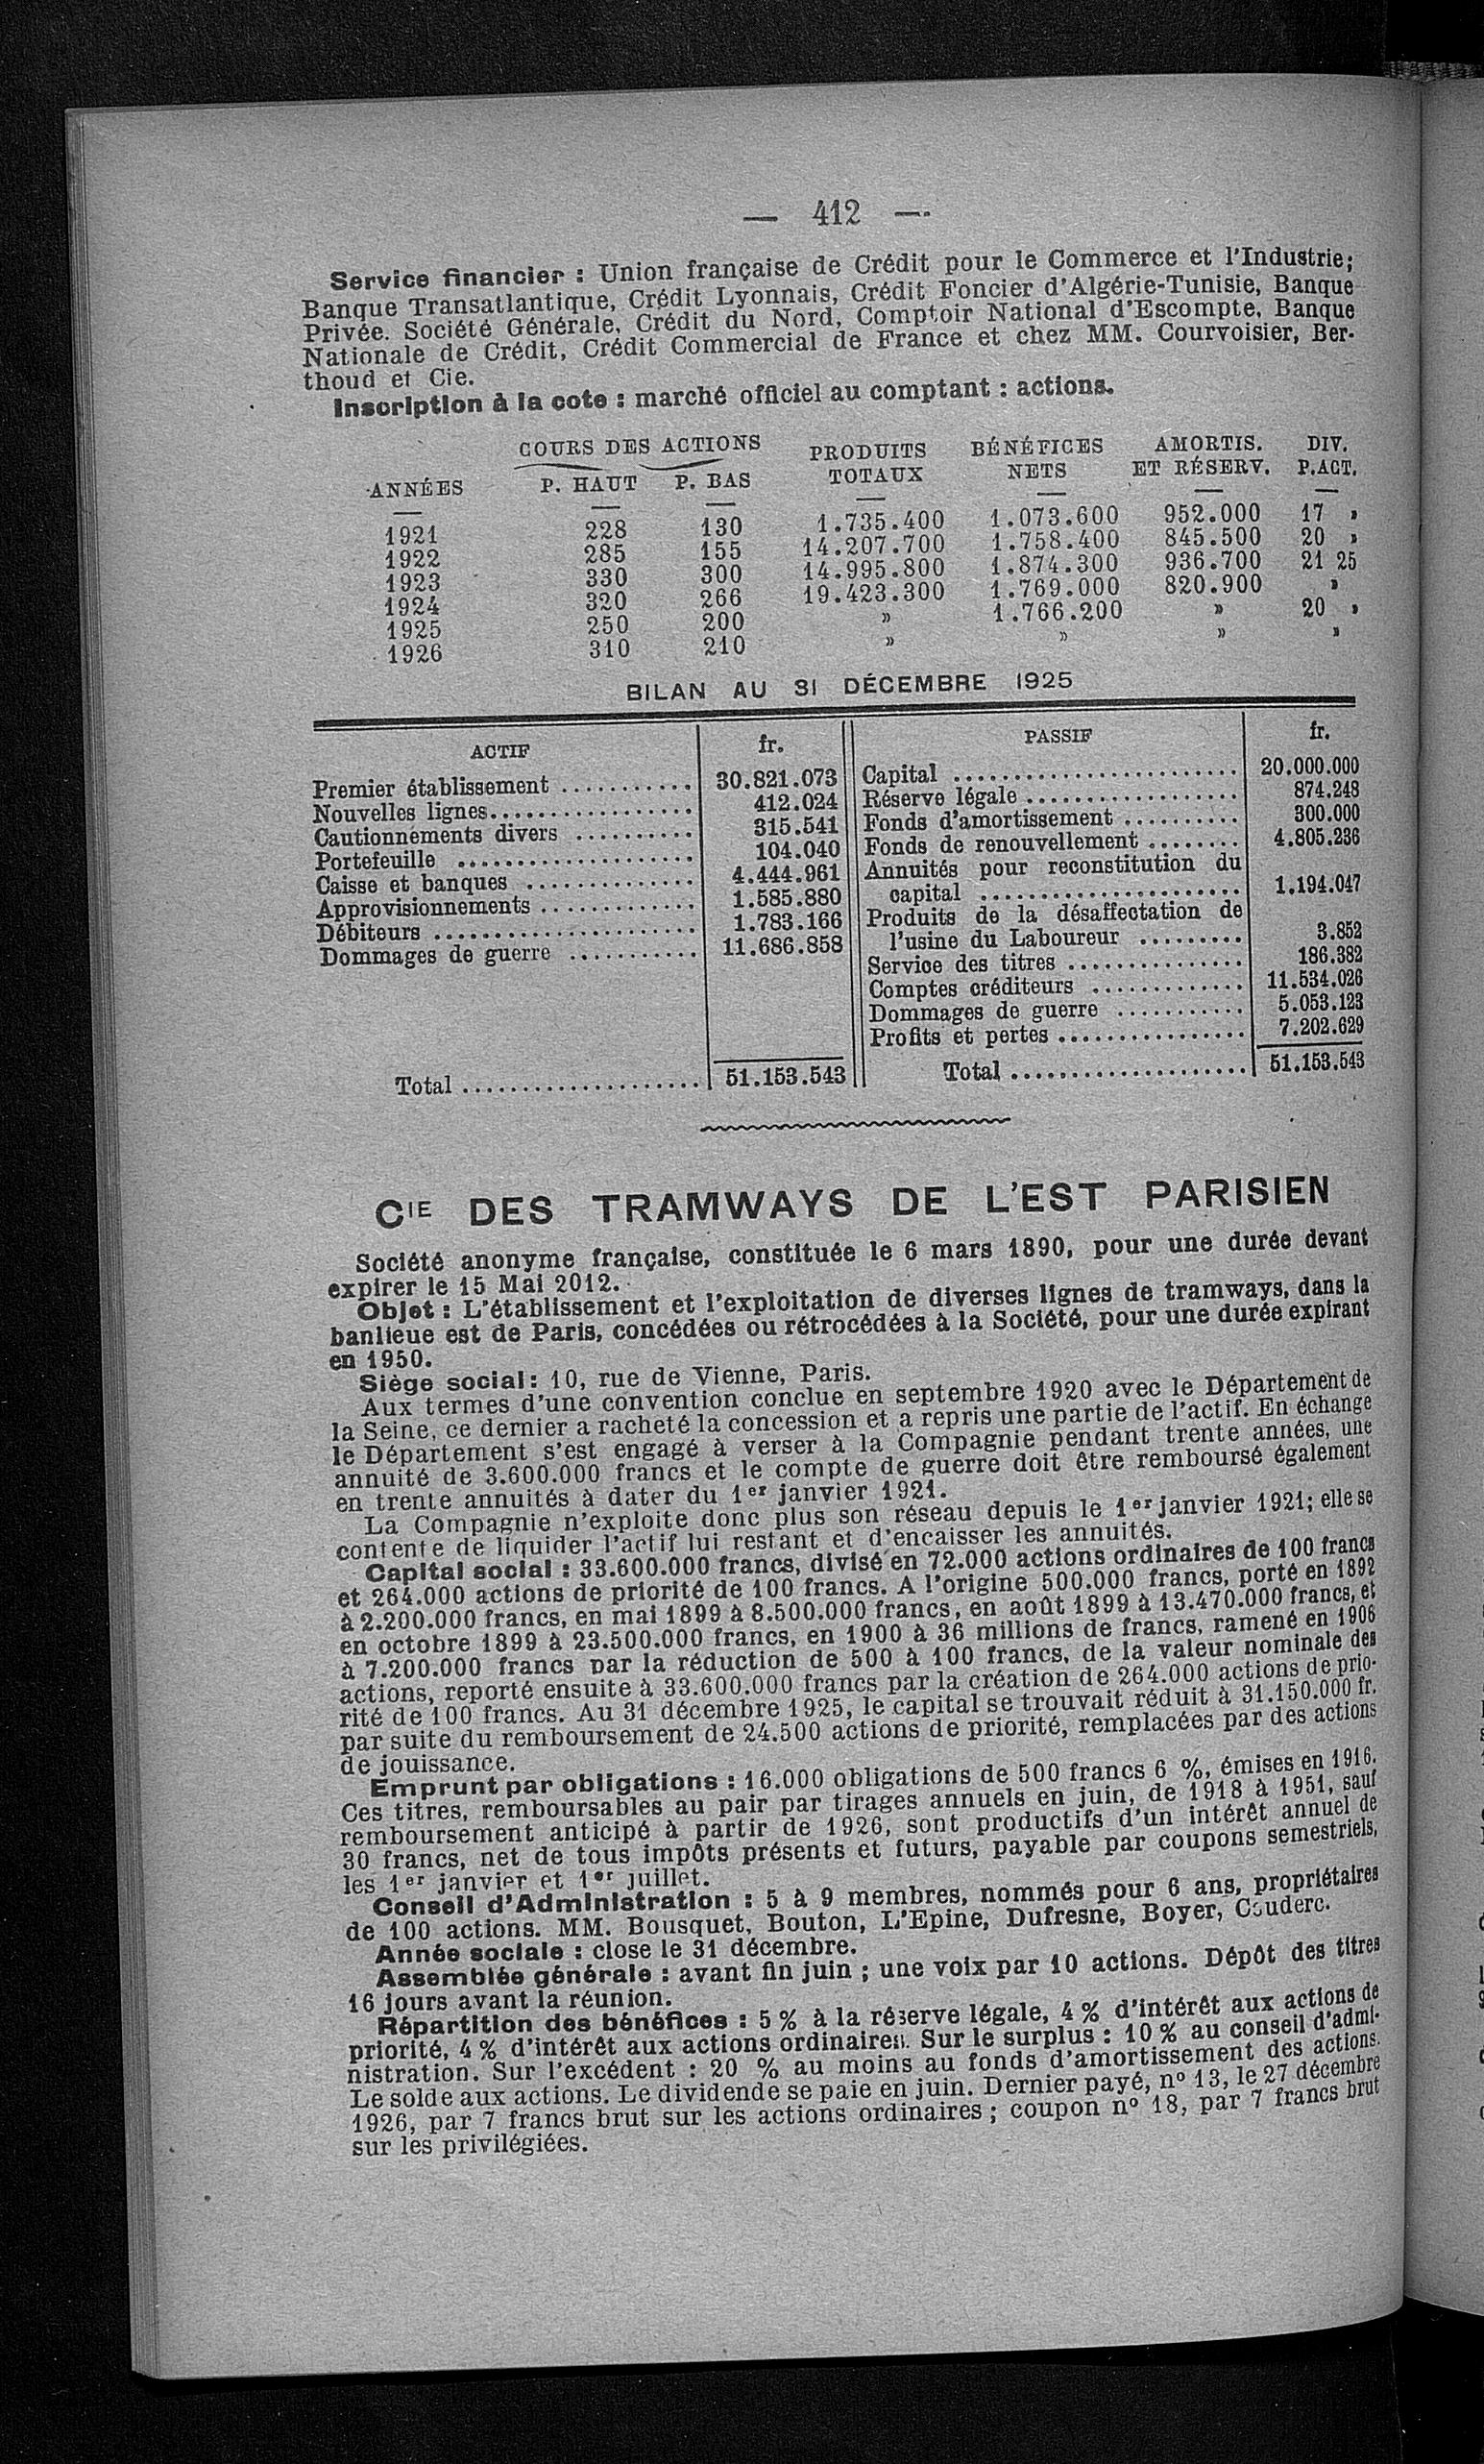 — 412 —
Service financier : Union française de Crédit pour le Commerce et l'Industrie;
Banque Transatlantique, Crédit Lyonnais, Crédit Foncier d'Algérie-Tunisie, Banque
Privée. Société Générale, Crédit du Nord, Comptoir National d'Escompte, Banque
Nationale de Crédit, Crédit Commercial de France et chez MM. Courvoisier, Ber-
thoud et Cie.
Inscription à la cote : marché officiel au comptant : actions.
COURS DES ACTIONS PRODUITS BÉNÉFICES AMORTIS. DIV.
ANNÉES P. HAUT P. BAS TOTAUX NETS ET RÉSERV. P.ACT.
1921 228 130 1.735.400 1.073.600 952.000 17 »
1922 285 155 14.207.700 1.758.400 845.500 20 »
1923 330 300 14.995.800 1.874.300 936.700 21 25
1924 320 266 19.423.300 1.769.000 820.900 »
1925 250 200 » 1.766.200 » 20 »
1926 310 210 » » » »
BILAN AU 31 DÉCEMBRE 1925
ACTIF fr. PASSIF fr.
Premier établissement ........... 30.821.073 Capital ........................ 20.000.000
Nouvelles lignes................. 412.024 Réserve légale .................. 874.248
Cautionnements divers .......... 315.541 Fonds d'amortissement .......... 300.000
Portefeuille .................... 104.040 Fonds de renouvellement ........ 4.805.236
Caisse et banques .............. 4.444.961 Annuités pour reconstitution du
Approvisionnements ............. 1.585.880 capital ...................... 1.194.047
Débiteurs ...................... 1.783.166 Produits de la désaffectation de
Dommages de guerre ........... 11.686.858 l'usine du Laboureur ......... 3.852
Service des titres ............... 186.382
Comptes créditeurs ............. 11.534.026
Dommages de guerre ........... 5.053.123
Profits et pertes ................ 7.202.629
Total .................... 51.153.543 Total .................... 51.153.543
CIE DES TRAMWAYS DE L'EST PARISIEN
Société anonyme française, constituée le 6 mars 1890, pour une durée devant
expirer le 15 Mai 2012.
Objet : L'établissement et l'exploitation de diverses lignes de tramways, dans la
banlieue est de Paris, concédées ou rétrocédées à la Société, pour une durée expirant
en 1950.
Siège social : 10, rue de Vienne, Paris.
Aux termes d'une convention conclue en septembre 1920 avec le Département de
la Seine, ce dernier a racheté la concession et a repris une partie de l'actif. En échange
le Département s'est engagé à verser à la Compagnie pendant trente années, une
annuité de 3.600.000 francs et le compte de guerre doit être remboursé également
en trente annuités à dater du 1er janvier 1921.
La Compagnie n'exploite donc plus son réseau depuis le 1er janvier 1921; elle se
contente de liquider l'actif lui restant et d'encaisser les annuités.
Capital social : 33.600.000 francs, divisé en 72.000 actions ordinaires de 100 francs
et 264.000 actions de priorité de 100 francs. A l'origine 500.000 francs, porté en 1892
à 2.200.000 francs, en mai 1899 à 8.500.000 francs, en août 1899 à 13.470.000 francs, et
en octobre 1899 à 23.500.000 francs, en 1900 à 36 millions de francs, ramené en 1906
à 7.200.000 francs par la réduction de 500 à 100 francs, de la valeur nominale des
actions, reporté ensuite à 33.600.000 francs par la création de 264.000 actions de prio-
rité de 100 francs. Au 31 décembre 1925, le capital se trouvait réduit à 31.150.000 fr.
par suite du remboursement de 24.500 actions de priorité, remplacées par des actions
de jouissance.
Emprunt par obligations : 16.000 obligations de 500 francs 6 %, émises en 1916.
Ces titres, remboursables au pair par tirages annuels en juin, de 1918 à 1951, sauf
remboursement anticipé à partir de 1926, sont productifs d'un intérêt annuel de
30 francs, net de tous impôts présents et futurs, payable par coupons semestriels,
les 1er janvier et 1er juillet.
Conseil d'Administration : 5 à 9 membres, nommés pour 6 ans, propriétaires
de 100 actions. MM. Bousquet, Bouton, L'Epine, Dufresne, Boyer, Couderc.
Année sociale : close le 31 décembre.
Assemblée générale : avant fin juin ; une voix par 10 actions. Dépôt des titres
16 jours avant la réunion.
Répartition des bénéfices : 5 % à la réserve légale, 4 % d'intérêt aux actions de
priorité, 4 % d'intérêt aux actions ordinaires. Sur le surplus : 10 % au conseil d'admi-
nistration. Sur l'excédent : 20 % au moins au fonds d'amortissement des actions.
Le solde aux actions. Le dividende se paie en juin. Dernier payé, n° 13, le 27 décembre
1926, par 7 francs brut sur les actions ordinaires ; coupon n° 18, par 7 francs brut
sur les privilégiées.